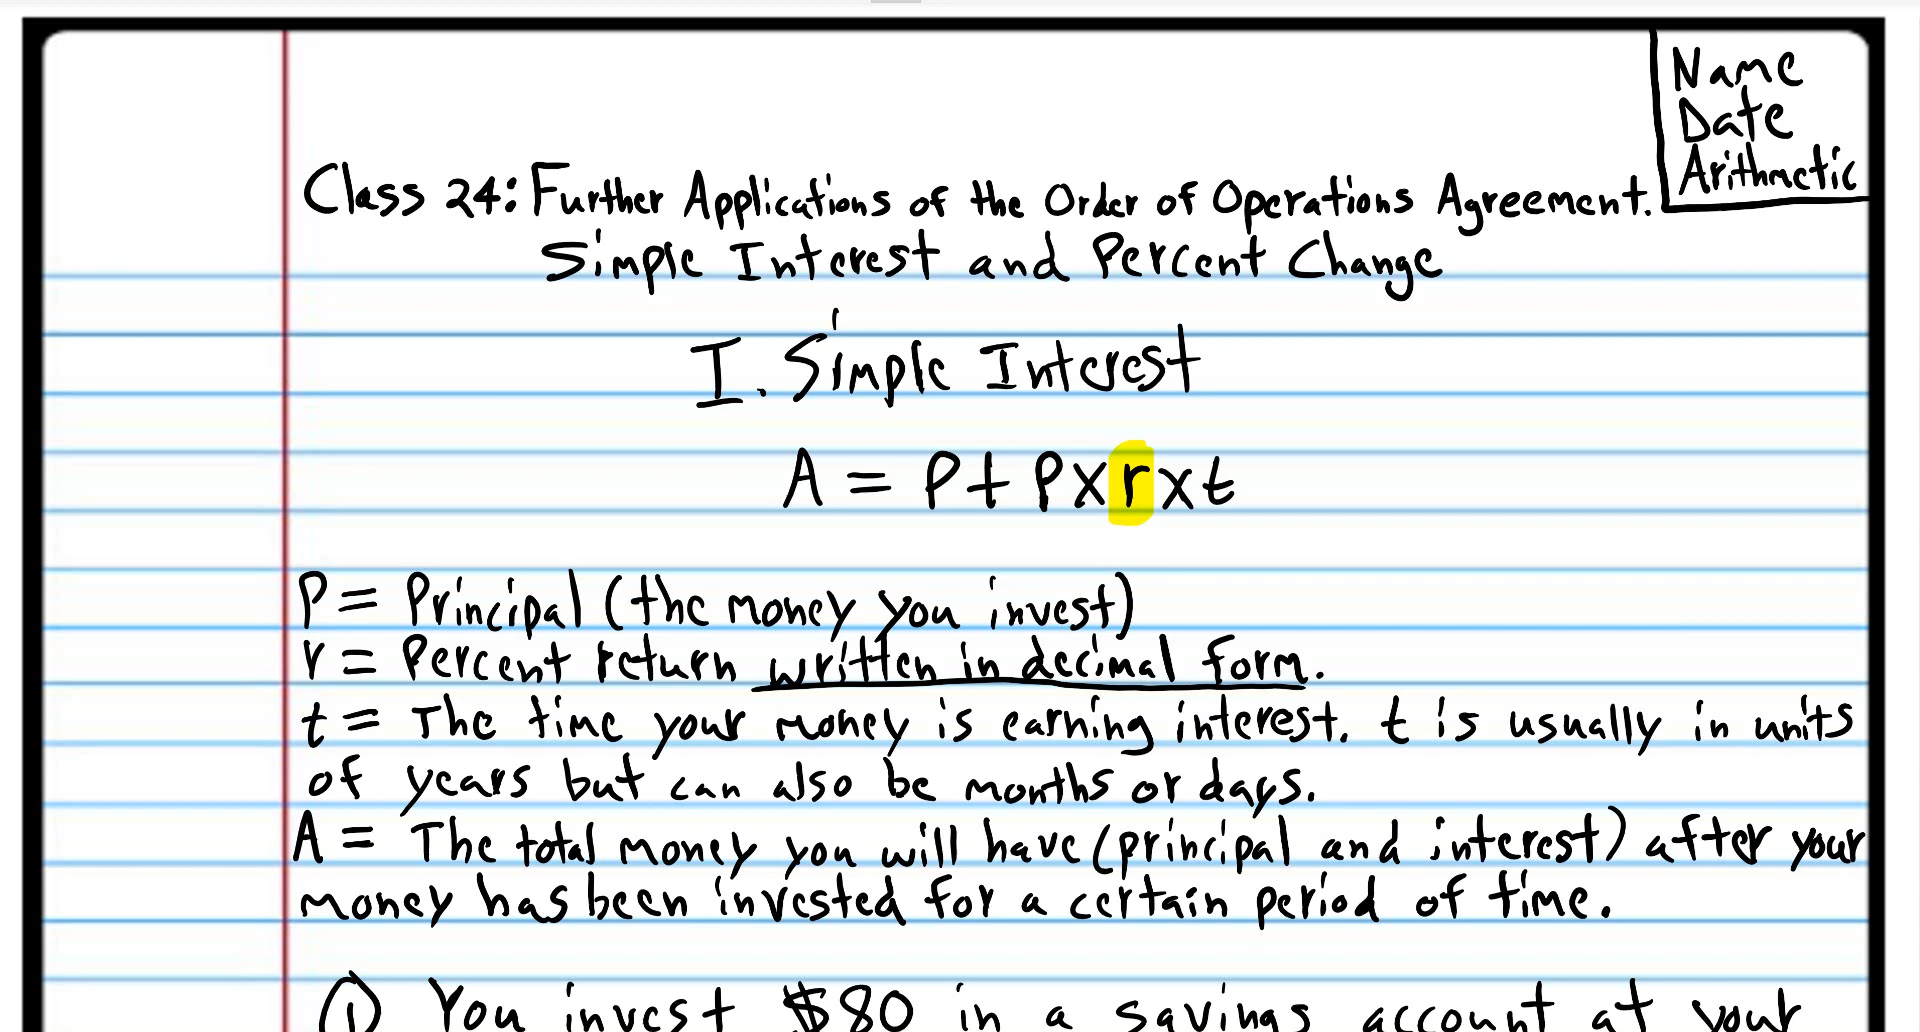 Name
Date
Arithmetic
Class 24: Further Applications of the Order of Operations Agreement.
Simple Interest and Percent Change
I. Simple Interest
A = P + P x r x t
P = Principal (the money you invest)
r = Percent return written in decimal form.
t = The time your money is earning interest. t is usually in units
of years but can also be months or days.
A = The total money you will have (principal and interest) after your
money has been invested for a certain period of time.
① You invest $80 in a savings account at your